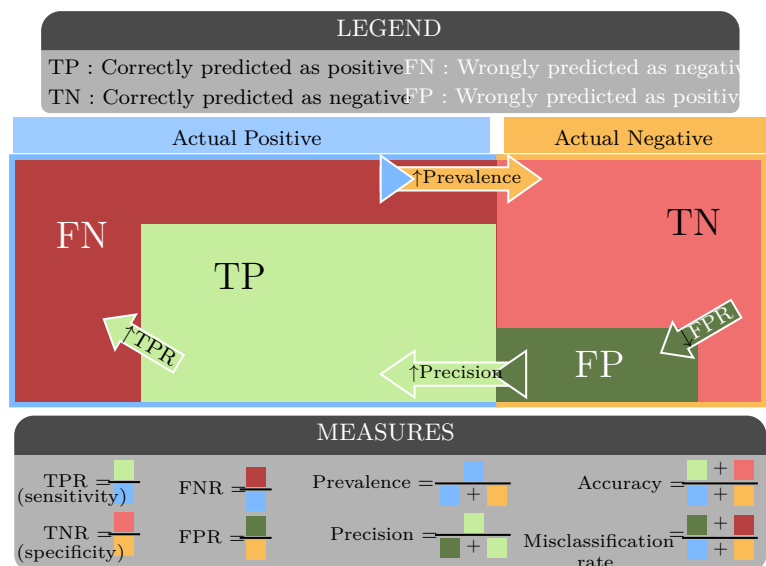 LEGEND
TP : Correctly predicted as positive FN : Wrongly predicted as negativ
TN : Correctly predicted as negative FP : Wrongly predicted as positive
Actual Positive
Actual Negative
↑Prevalence
FN
TN
TP
↑TPR
↓FPR
↑Precision
FP
MEASURES
TPR =
(sensitivity)
FNR =
Prevalence = +
Accuracy = + +
TNR =
(specificity)
FPR =
Precision = +
Misclassification = + +
rate